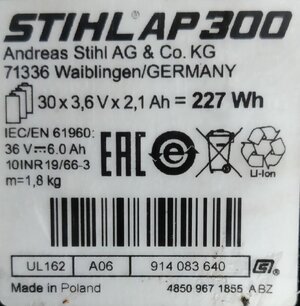 STIHL AP 300
Andreas Stihl AG & Co. KG
71336 Waiblingen/GERMANY
30 x 3,6 V x 2,1 Ah = 227 Wh
IEC/EN 61960:
36 V⎓6.0 Ah
10INR19/66-3
m=1,8 kg
EAC
Li-Ion
UL162 A06 914 083 640
Made in Poland
4850 967 1855 A BZ